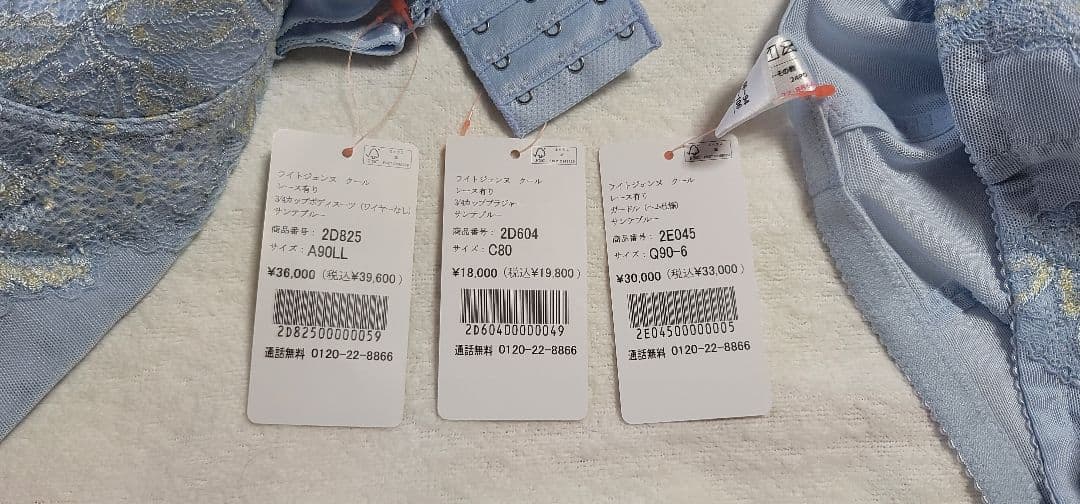 ライトジェンヌ クール
レース有り
3/4カップボディスーツ (ワイヤーなし)
サンテブルー
商品番号: 2D825
サイズ: A90LL
¥36,000 (税込¥39,600)
2D82500000059
通話無料 0120-22-8866
FSC
ライトジェンヌ クール
レース有り
3/4カップブラジャー
サンテブルー
商品番号: 2D604
サイズ: C80
¥18,000 (税込¥19,800)
2D604D0000049
通話無料 0120-22-8866
ライトジェンヌ クール
レース有り
ガードル
サンテブルー
商品番号: 2E045
サイズ: Q90-6
¥30,000 (税込¥33,000)
2E04500000005
通話無料 0120-22-8866